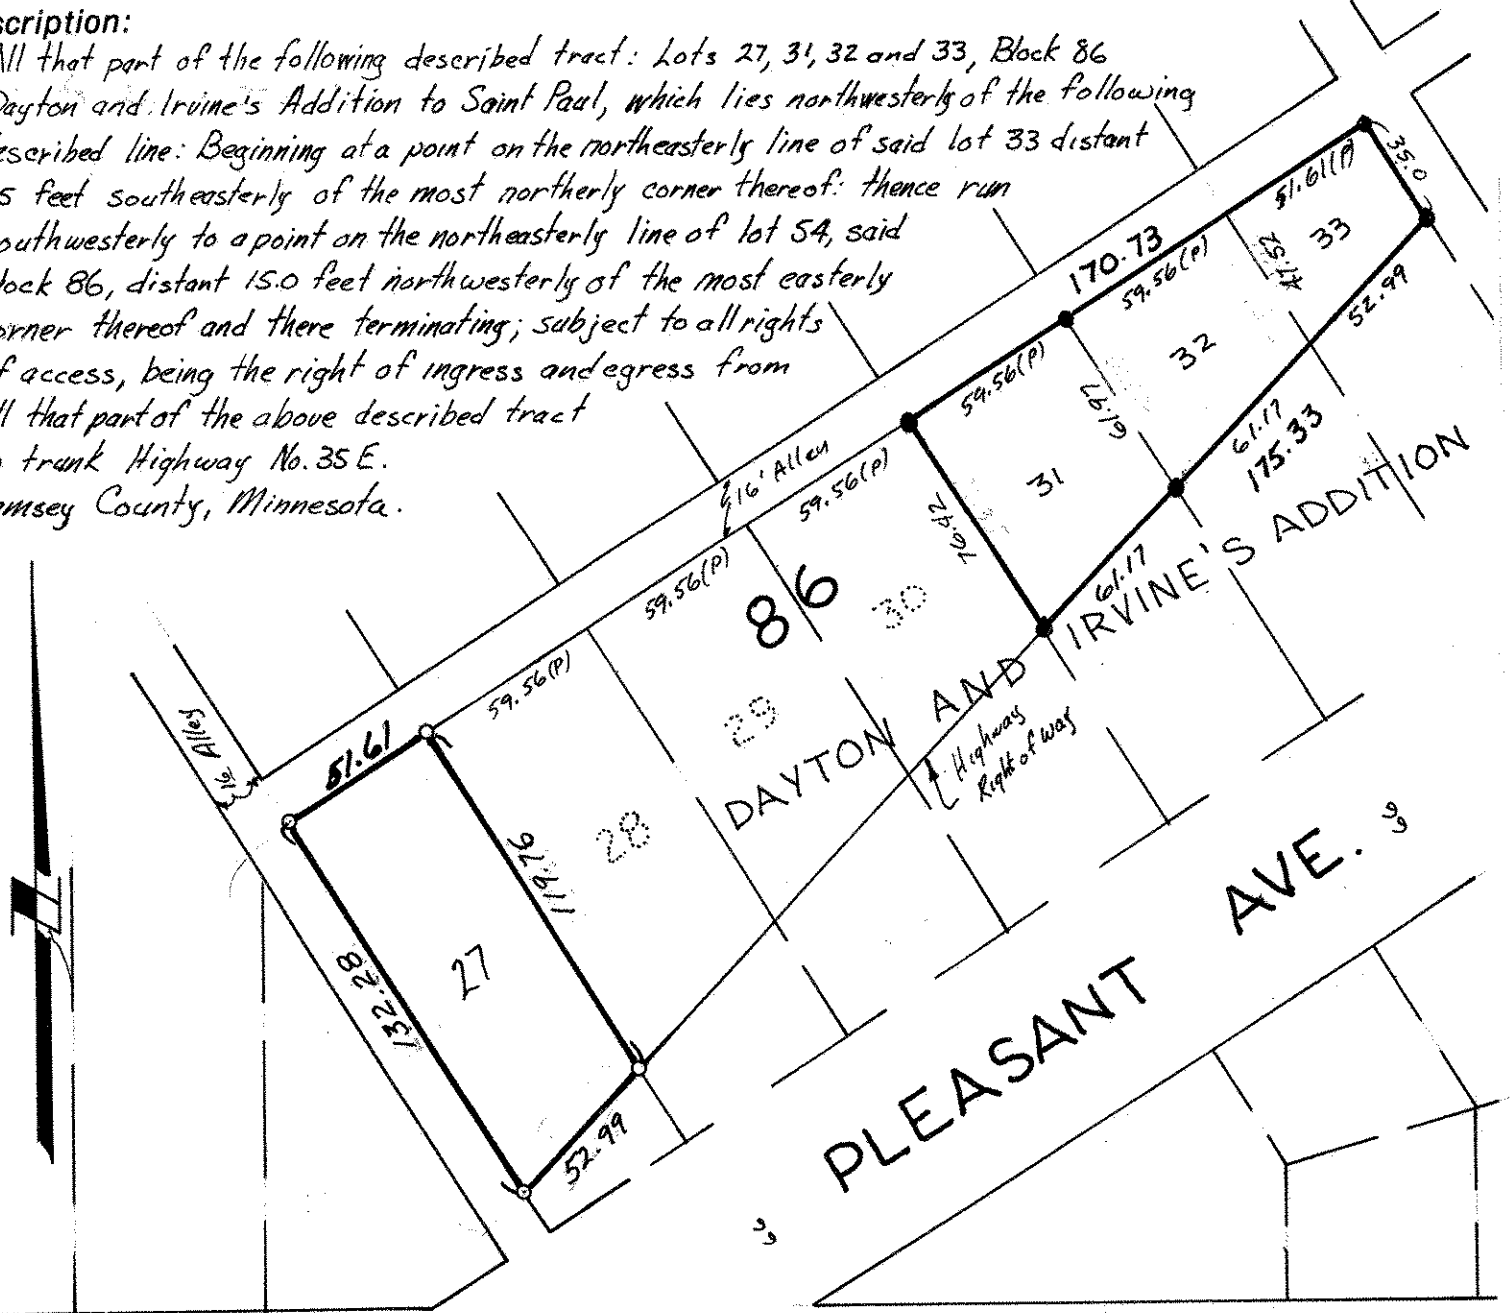 scription:
All that part of the following described tract: Lots 27, 31, 32 and 33, Block 86
Dayton and Irvine's Addition to Saint Paul, which lies northwesterly of the following
escribed line: Beginning at a point on the northeasterly line of said lot 33 distant
5 feet southeasterly of the most northerly corner thereof: thence run
outhwesterly to a point on the northeasterly line of lot 54, said
lock 86, distant 15.0 feet northwesterly of the most easterly
orner thereof and there terminating; subject to all rights
f access, being the right of ingress and egress from
ll that part of the above described tract
o trunk Highway No. 35 E.
amsey County, Minnesota.
35.0
51.61(P)
33
47.52
52.99
170.73
59.56(P)
32
61.97
61.17
175.33
59.56(P)
31
76.92
61.17
16' Alley
59.56(P)
30
59.56(P)
29
86
59.56(P)
28
DAYTON AND IRVINE'S ADDITION
Highway
Right of Way
16' Alley
51.61
119.76
27
132.28
52.99
PLEASANT AVE.